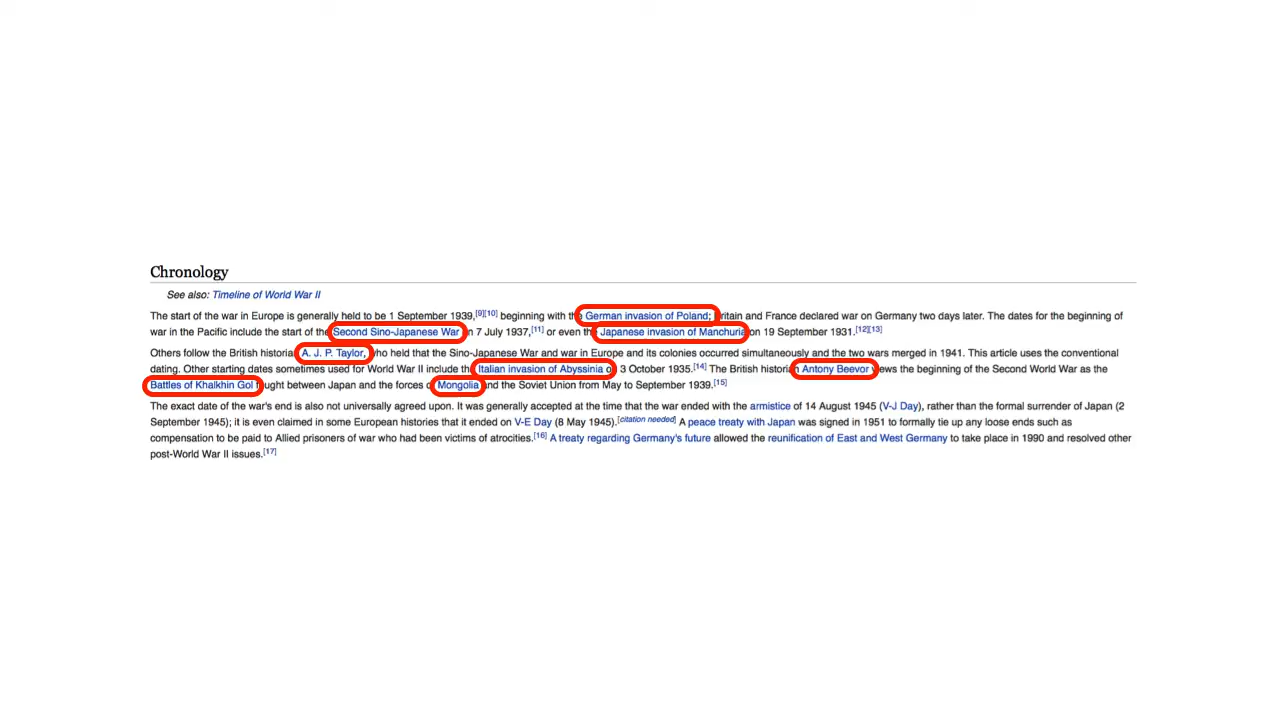 Chronology
See also: Timeline of World War II
The start of the war in Europe is generally held to be 1 September 1939,[9][10] beginning with the German invasion of Poland; Britain and France declared war on Germany two days later. The dates for the beginning of
war in the Pacific include the start of the Second Sino-Japanese War on 7 July 1937,[11] or even the Japanese invasion of Manchuria on 19 September 1931.[12][13]
Others follow the British historian A. J. P. Taylor, who held that the Sino-Japanese War and war in Europe and its colonies occurred simultaneously and the two wars merged in 1941. This article uses the conventional
dating. Other starting dates sometimes used for World War II include the Italian invasion of Abyssinia on 3 October 1935.[14] The British historian Antony Beevor views the beginning of the Second World War as the
Battles of Khalkhin Gol fought between Japan and the forces of Mongolia and the Soviet Union from May to September 1939.[15]
The exact date of the war's end is also not universally agreed upon. It was generally accepted at the time that the war ended with the armistice of 14 August 1945 (V-J Day), rather than the formal surrender of Japan (2
September 1945); it is even claimed in some European histories that it ended on V-E Day (8 May 1945).[citation needed] A peace treaty with Japan was signed in 1951 to formally tie up any loose ends such as
compensation to be paid to Allied prisoners of war who had been victims of atrocities.[16] A treaty regarding Germany's future allowed the reunification of East and West Germany to take place in 1990 and resolved other
post-World War II issues.[17]